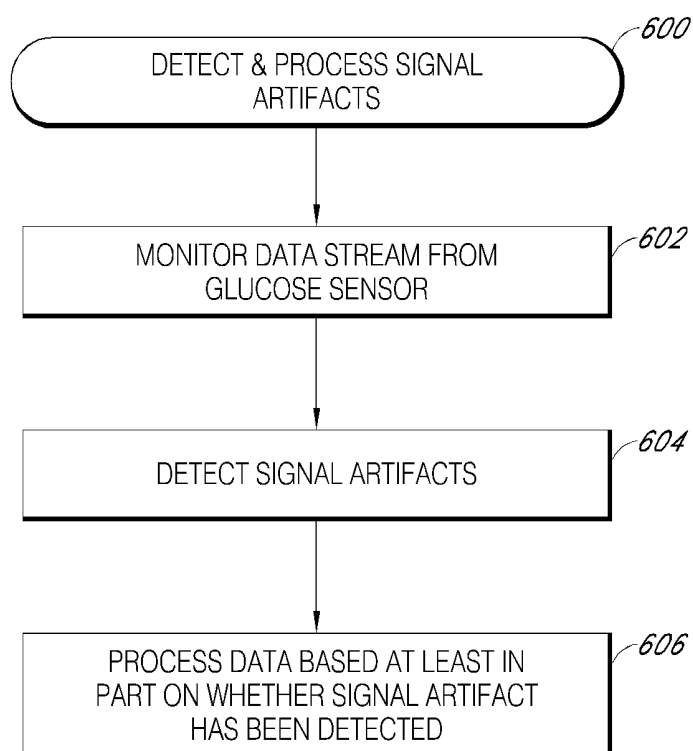 600
DETECT & PROCESS SIGNAL
ARTIFACTS
602
MONITOR DATA STREAM FROM
GLUCOSE SENSOR
604
DETECT SIGNAL ARTIFACTS
606
PROCESS DATA BASED AT LEAST IN
PART ON WHETHER SIGNAL ARTIFACT
HAS BEEN DETECTED